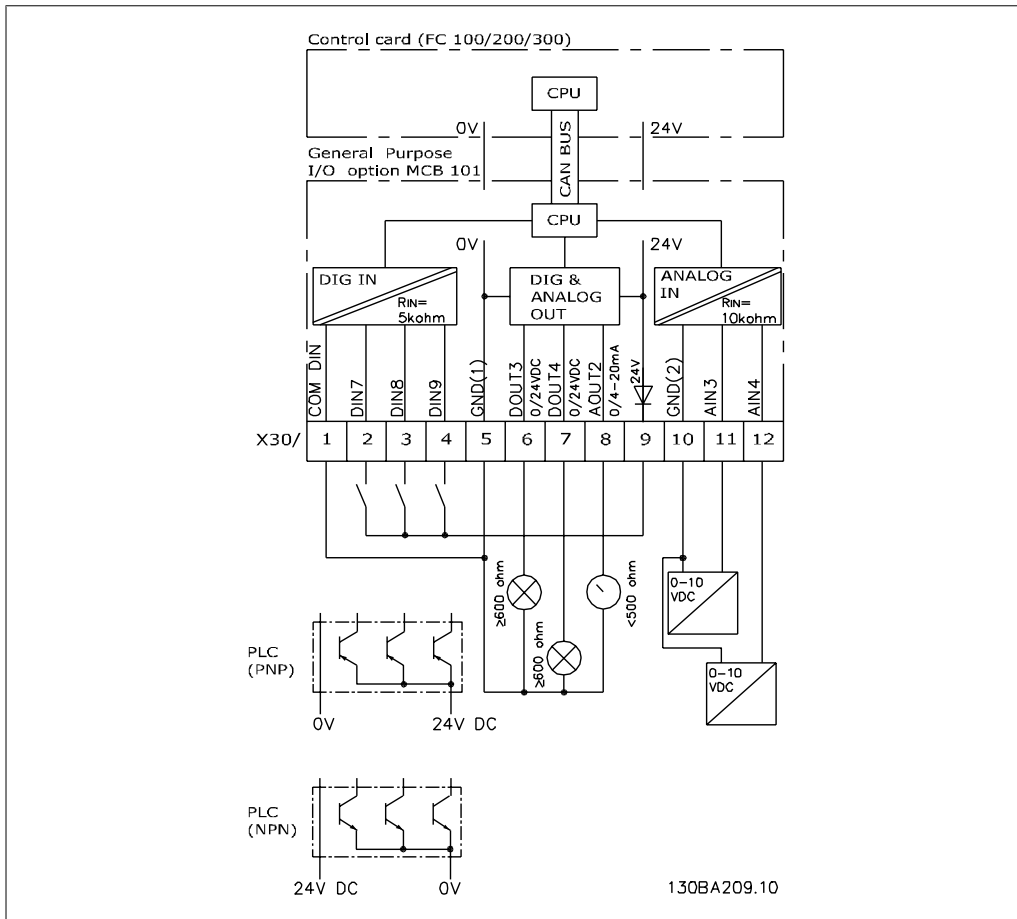 Control card (FC 100/200/300)
CPU
0V
24V
CAN BUS
General Purpose
I/O option MCB 101
CPU
0V
24V
DIG IN
RIN=
5kohm
DIG &
ANALOG
OUT
ANALOG
IN
RIN=
10kohm
COM DIN
DIN7
DIN8
DIN9
GND(1)
DOUT3
0/24VDC
DOUT4
0/24VDC
AOUT2
0/4-20mA
24V
GND(2)
AIN3
AIN4
X30/ 1 2 3 4 5 6 7 8 9 10 11 12
≥600 ohm
≥600 ohm
<500 ohm
0-10
VDC
0-10
VDC
PLC
(PNP)
0V
24V DC
PLC
(NPN)
24V DC
0V
130BA209.10